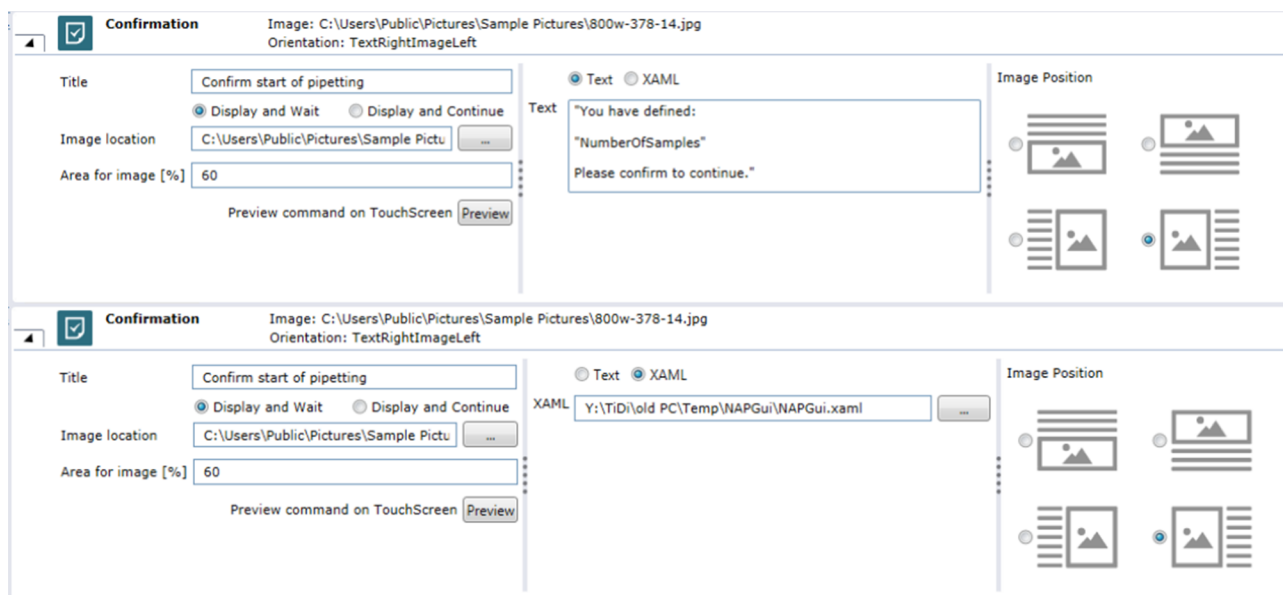 Confirmation
Image: C:\Users\Public\Pictures\Sample Pictures\800w-378-14.jpg
Orientation: TextRightImageLeft
Title
Confirm start of pipetting
Display and Wait
Display and Continue
Image location
C:\Users\Public\Pictures\Sample Pictu
...
Area for image [%]
60
Preview command on TouchScreen
Preview
Text
XAML
Text
"You have defined:
"NumberOfSamples"
Please confirm to continue."
Image Position
Confirmation
Image: C:\Users\Public\Pictures\Sample Pictures\800w-378-14.jpg
Orientation: TextRightImageLeft
Title
Confirm start of pipetting
Display and Wait
Display and Continue
Image location
C:\Users\Public\Pictures\Sample Pictu
...
Area for image [%]
60
Preview command on TouchScreen
Preview
Text
XAML
XAML
Y:\TiDi\old PC\Temp\NAPGui\NAPGui.xaml
...
Image Position